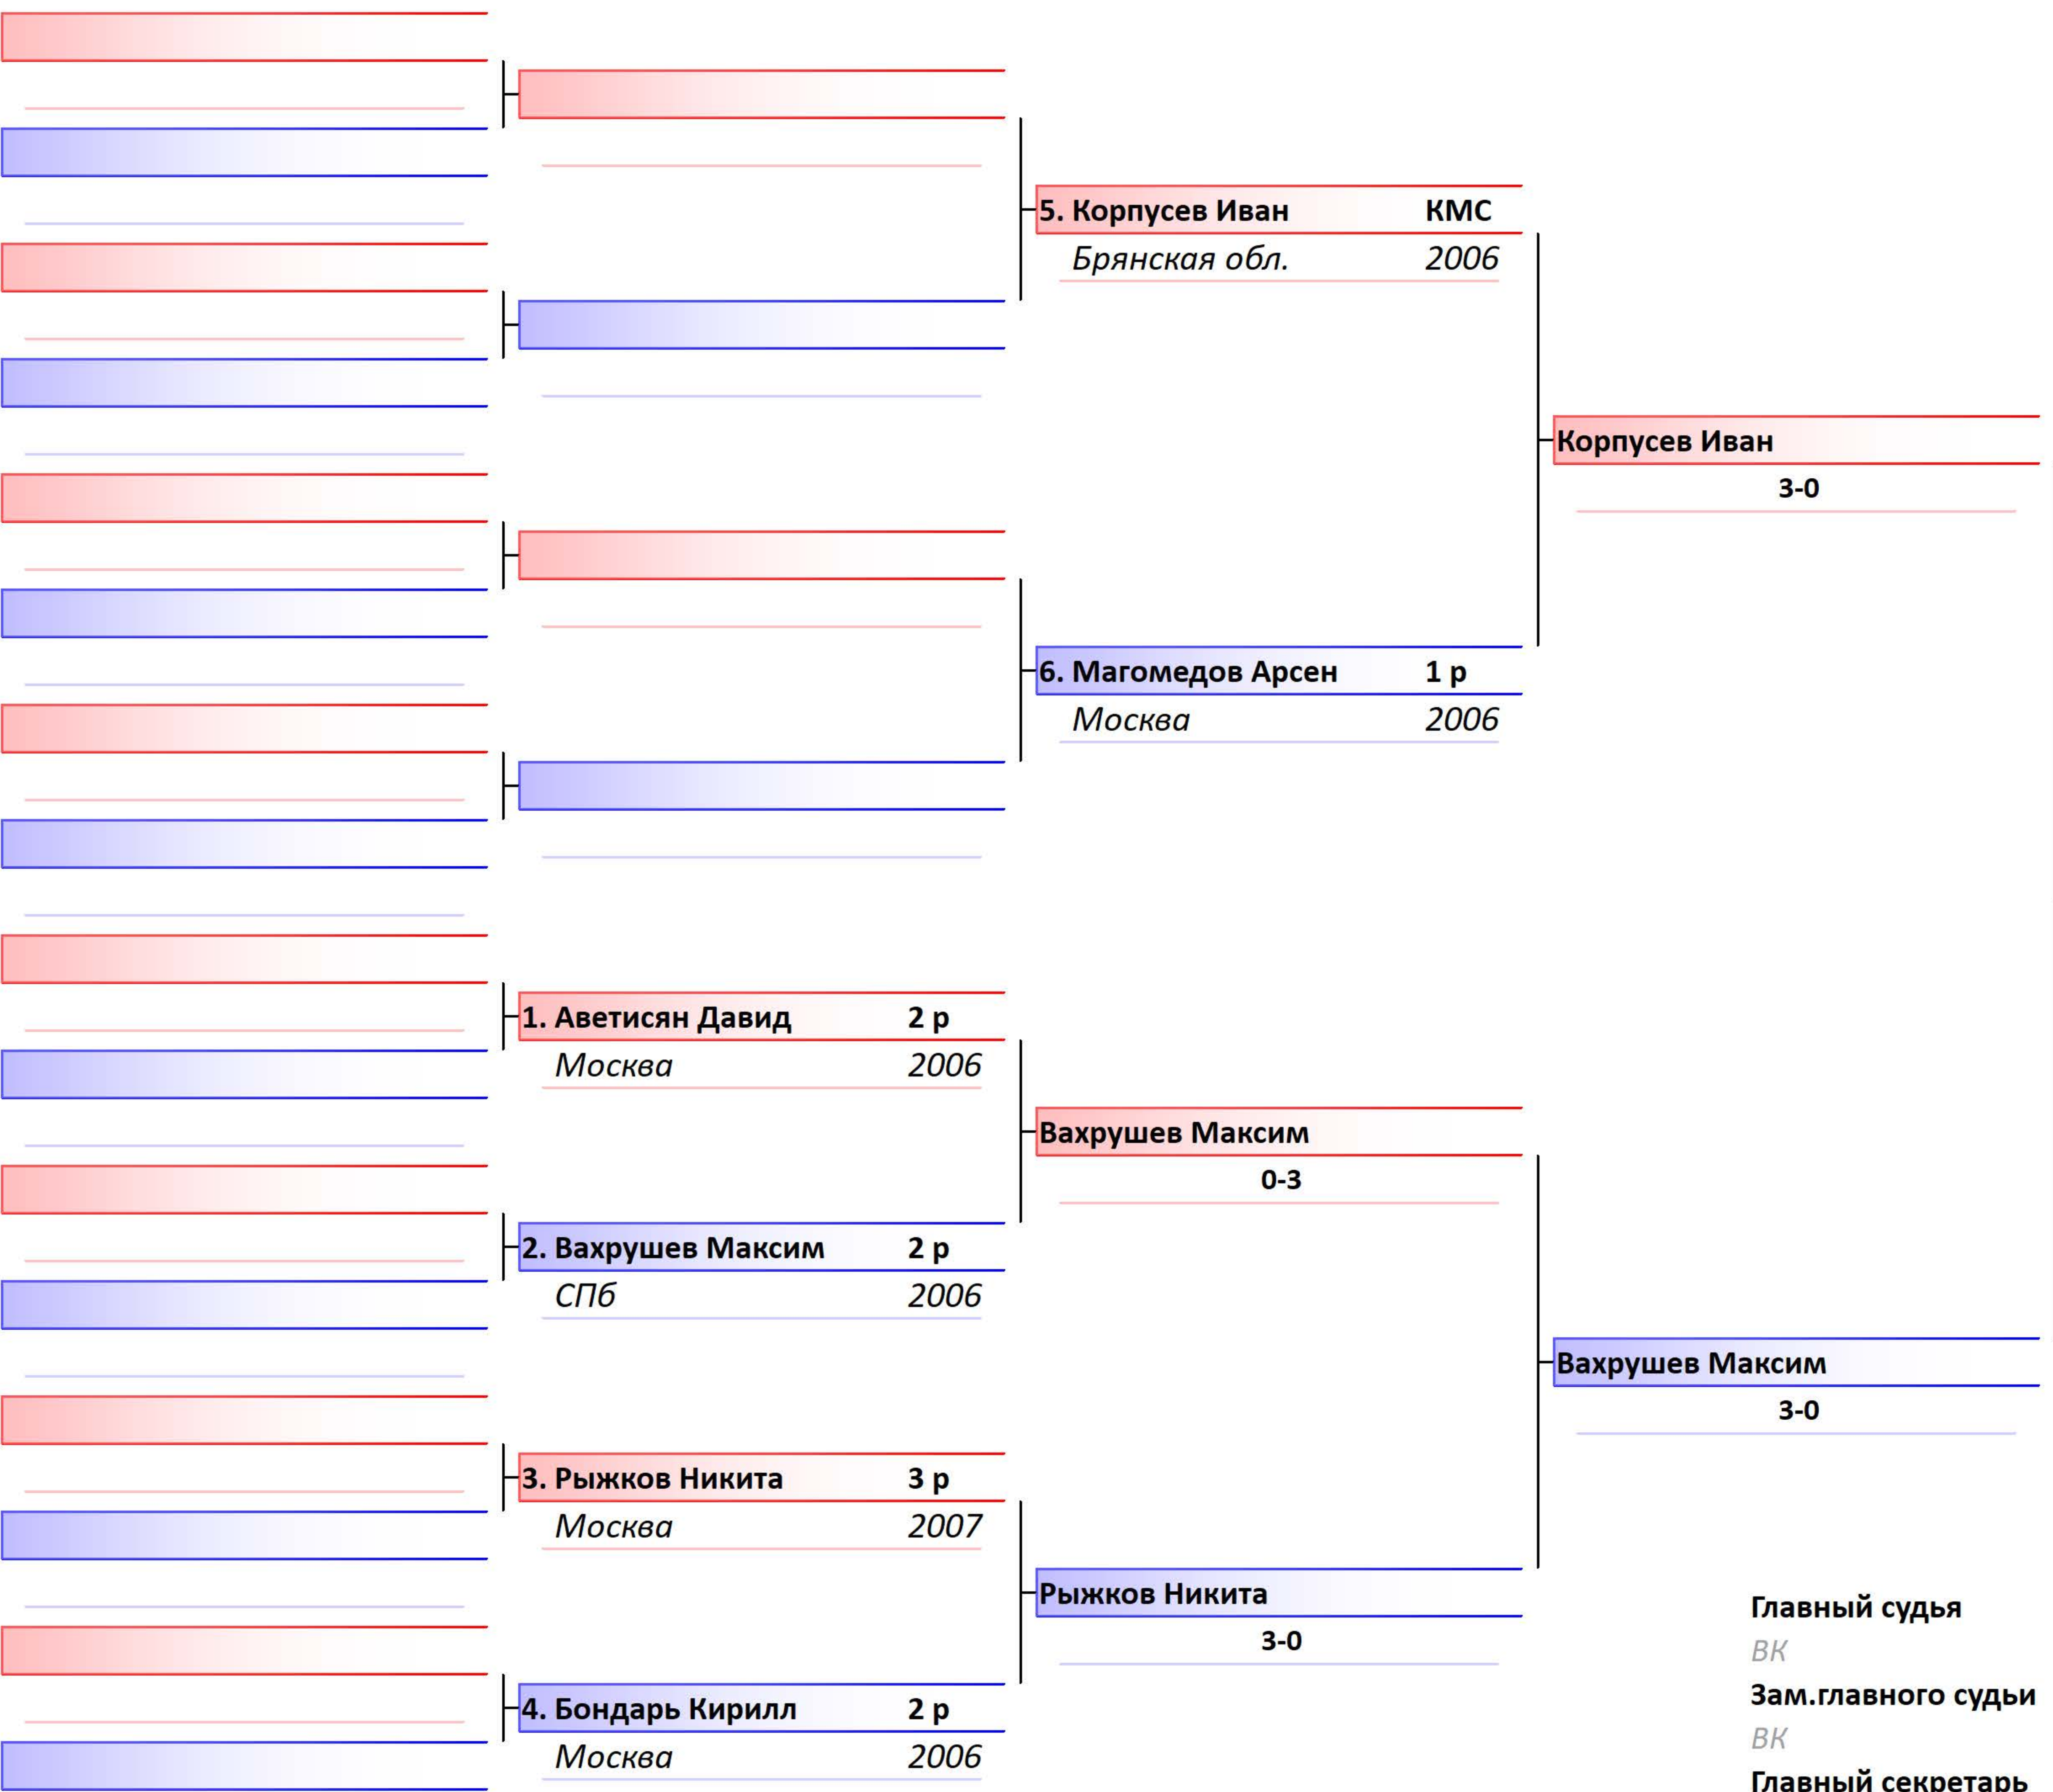 5. Корпусев Иван КМС
Брянская обл. 2006
Корпусев Иван
3-0
6. Магомедов Арсен 1 р
Москва 2006
1. Аветисян Давид 2 р
Москва 2006
Вахрушев Максим
0-3
2. Вахрушев Максим 2 р
СПб 2006
Вахрушев Максим
3-0
3. Рыжков Никита 3 р
Москва 2007
Рыжков Никита
3-0
4. Бондарь Кирилл 2 р
Москва 2006
Главный судья
ВК
Зам.главного судьи
ВК
Главный секретарь